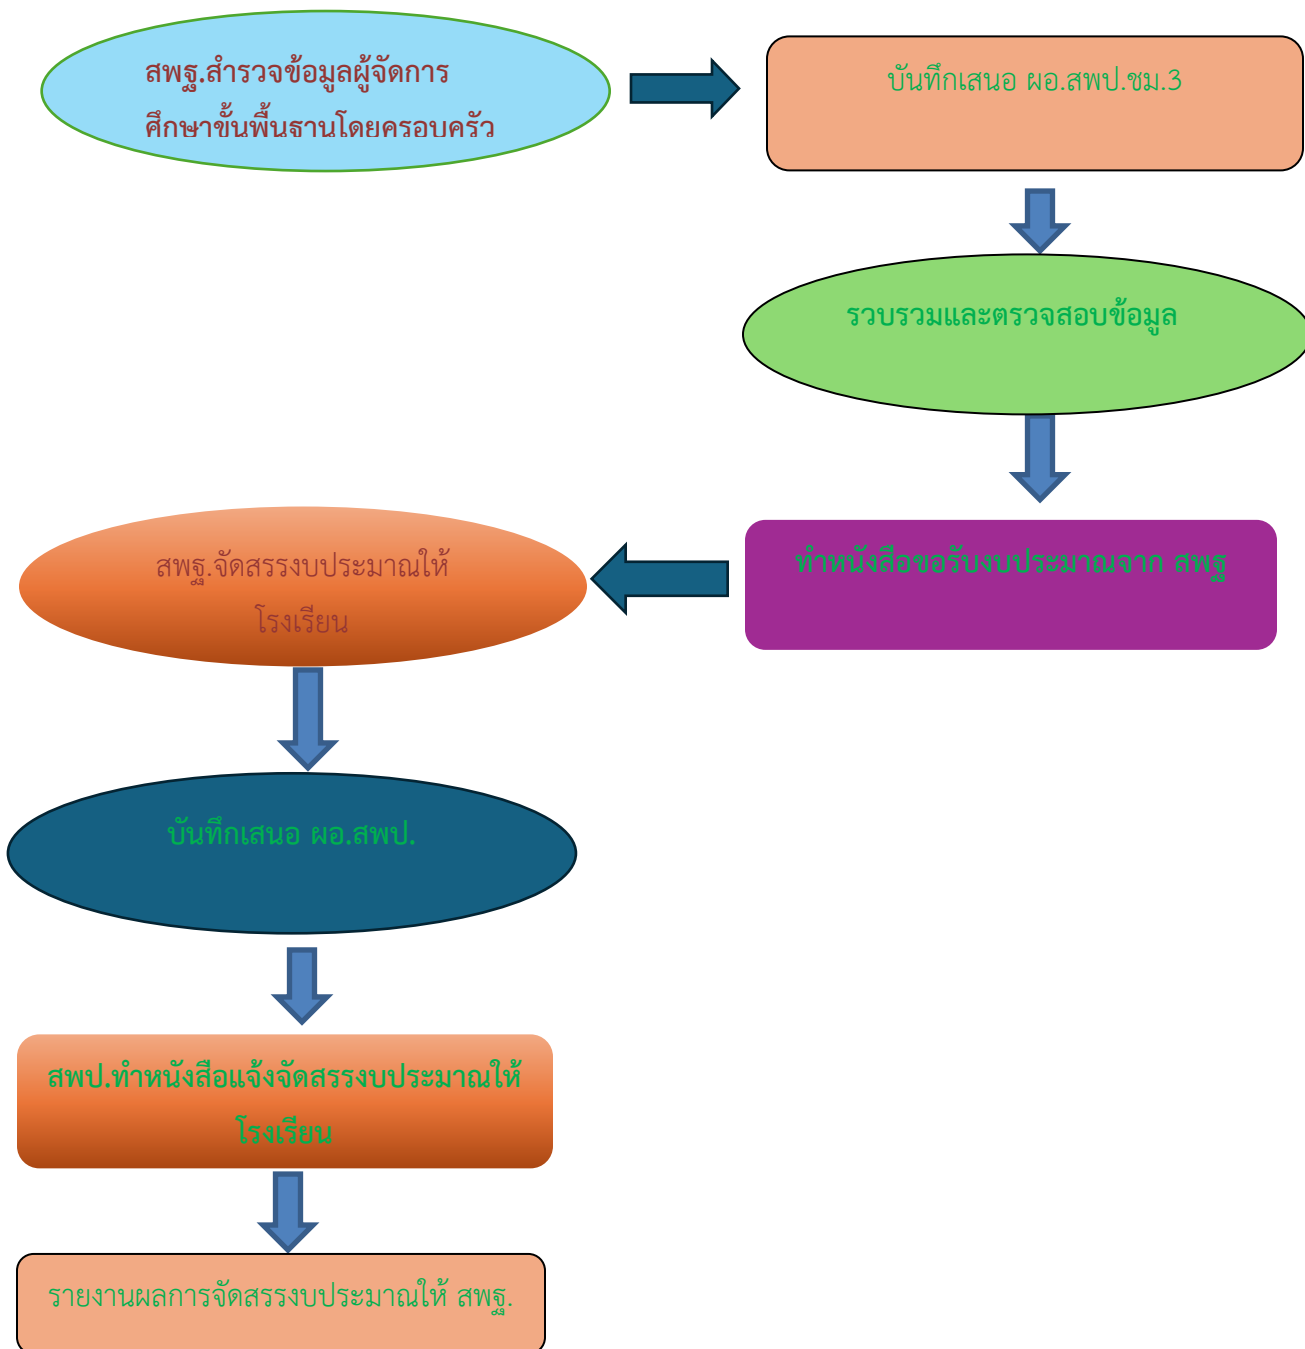 สพฐ.สำรวจข้อมูลผู้จัดการ
ศึกษาขั้นพื้นฐานโดยครอบครัว
บันทึกเสนอ ผอ.สพป.ชม.3
รวบรวมและตรวจสอบข้อมูล
ทำหนังสือขอรับงบประมาณจาก สพฐ
สพฐ.จัดสรรงบประมาณให้
โรงเรียน
บันทึกเสนอ ผอ.สพป.
สพป.ทำหนังสือแจ้งจัดสรรงบประมาณให้
โรงเรียน
รายงานผลการจัดสรรงบประมาณให้ สพฐ.